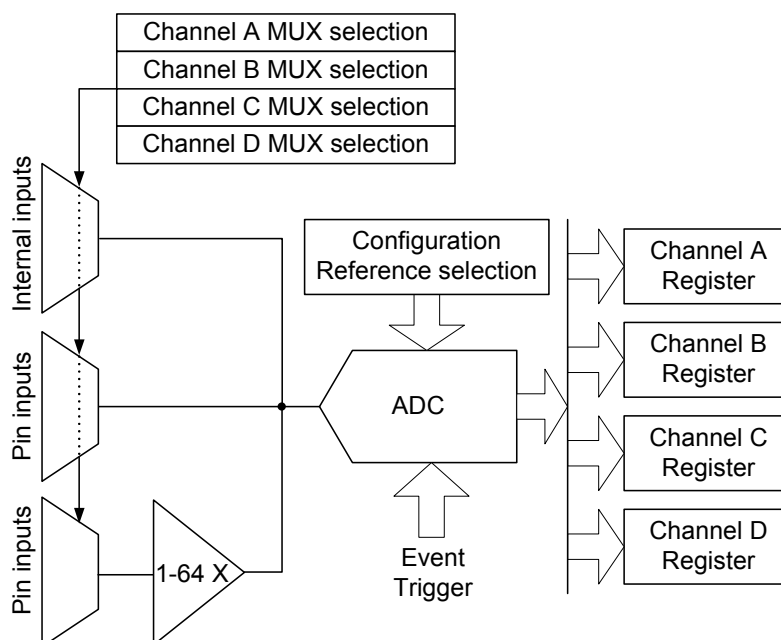 Channel A MUX selection
Channel B MUX selection
Channel C MUX selection
Channel D MUX selection
Internal inputs
Pin inputs
Pin inputs
1-64 X
Configuration
Reference selection
ADC
Event
Trigger
Channel A
Register
Channel B
Register
Channel C
Register
Channel D
Register